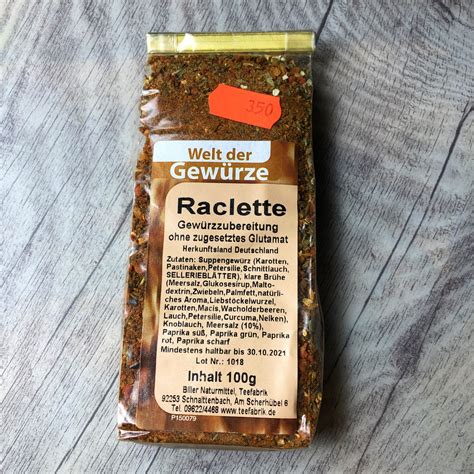 350
Welt der
Gewürze
Raclette
Gewürzzubereitung
ohne zugesetztes Glutamat
Herkunftsland Deutschland
Zutaten: Suppengewürz (Karotten,
Pastinaken,Petersilie,Schnittlauch,
SELLERIEBLÄTTER), klare Brühe
(Meersalz,Glukosesirup,Malto-
dextrin,Zwiebeln,Palmfett,natürli-
ches Aroma,Liebstöckelwurzel,
Karotten,Macis,Wacholderbeeren,
Lauch,Petersilie,Curcuma,Nelken),
Knoblauch, Meersalz (10%),
Paprika süß, Paprika grün, Paprika
rot, Paprika scharf
Mindestens haltbar bis 30.10.2021
Lot Nr.: 1018
Inhalt 100g
Biller Naturmittel, Teefabrik
92253 Schnaittenbach, Am Scherhübel 6
Tel. 09622/4468 www.teefabrik.de
P150079